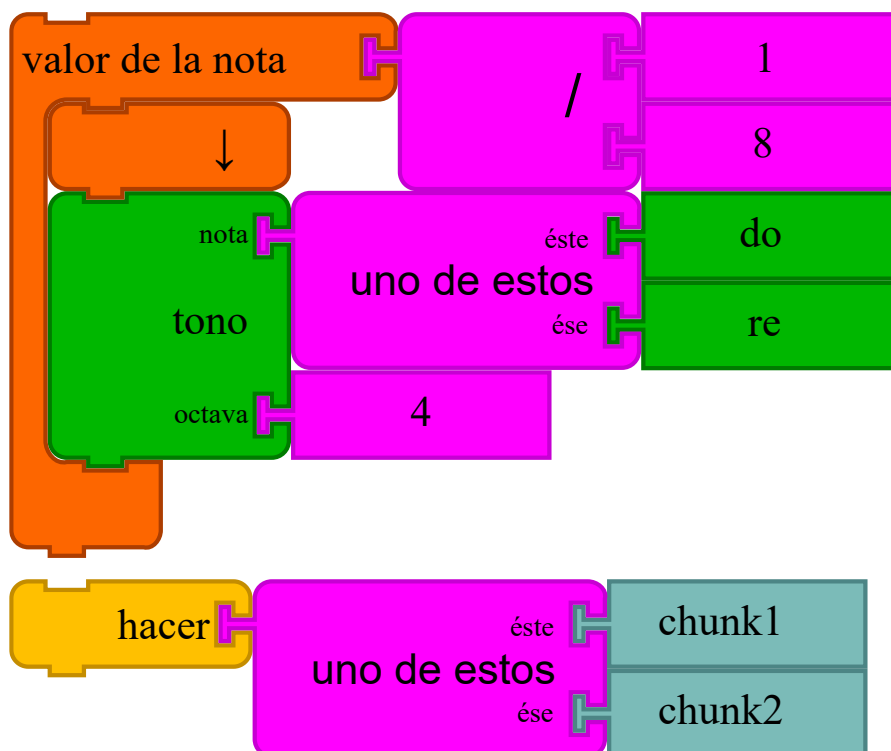 valor de la nota / 1
8
↓
nota éste do
uno de estos
tono ése re
octava 4
hacer éste chunk1
uno de estos
ése chunk2